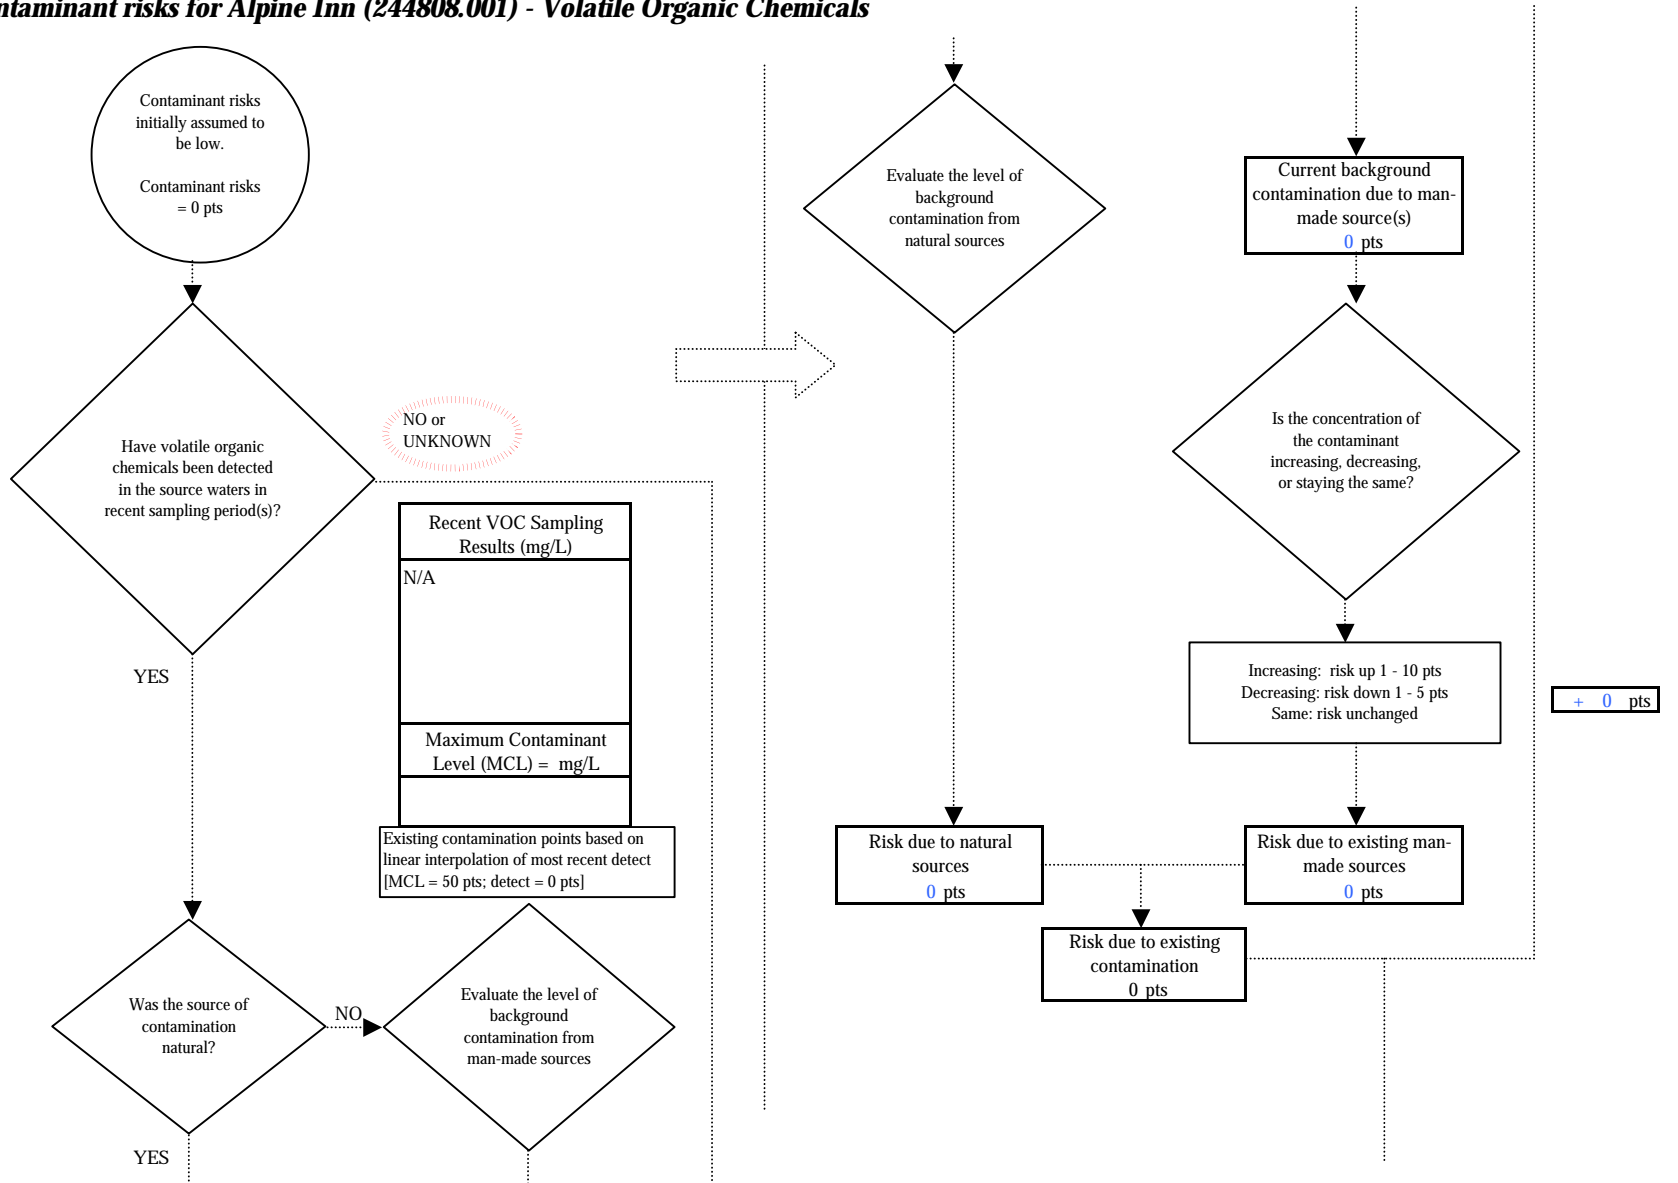 ntaminant risks for Alpine Inn (244808.001) - Volatile Organic Chemicals
Contaminant risks
initially assumed to
be low.
Contaminant risks
= 0 pts
Have volatile organic
chemicals been detected
in the source waters in
recent sampling period(s)?
NO or
UNKNOWN
Recent VOC Sampling
Results (mg/L)
N/A
Maximum Contaminant
Level (MCL) = mg/L
Existing contamination points based on
linear interpolation of most recent detect
[MCL = 50 pts; detect = 0 pts]
YES
Was the source of
contamination
natural?
NO
Evaluate the level of
background
contamination from
man-made sources
YES
Evaluate the level of
background
contamination from
natural sources
Current background
contamination due to man-
made source(s)
0 pts
Is the concentration of
the contaminant
increasing, decreasing,
or staying the same?
Increasing: risk up 1 - 10 pts
Decreasing: risk down 1 - 5 pts
Same: risk unchanged
+ 0 pts
Risk due to natural
sources
0 pts
Risk due to existing man-
made sources
0 pts
Risk due to existing
contamination
0 pts